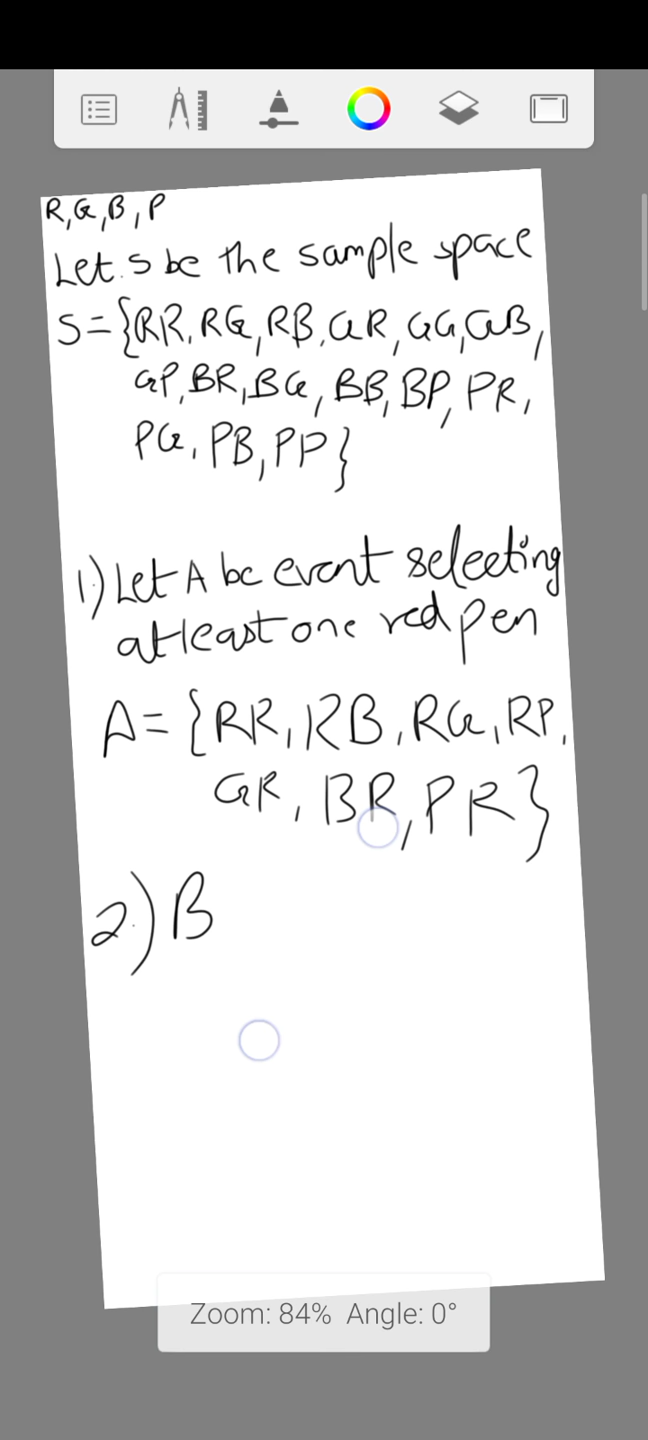 R,G,B,P
Let S be the sample space
S={RR, RG, RB, GR, GG, GB,
GP, BR, BG, BB, BP, PR,
PG, PB, PP}
1) Let A be event selecting
atleast one red pen
A={RR, RB, RG, RP,
GR, BR, PR}
2) B
Zoom: 84% Angle: 0°